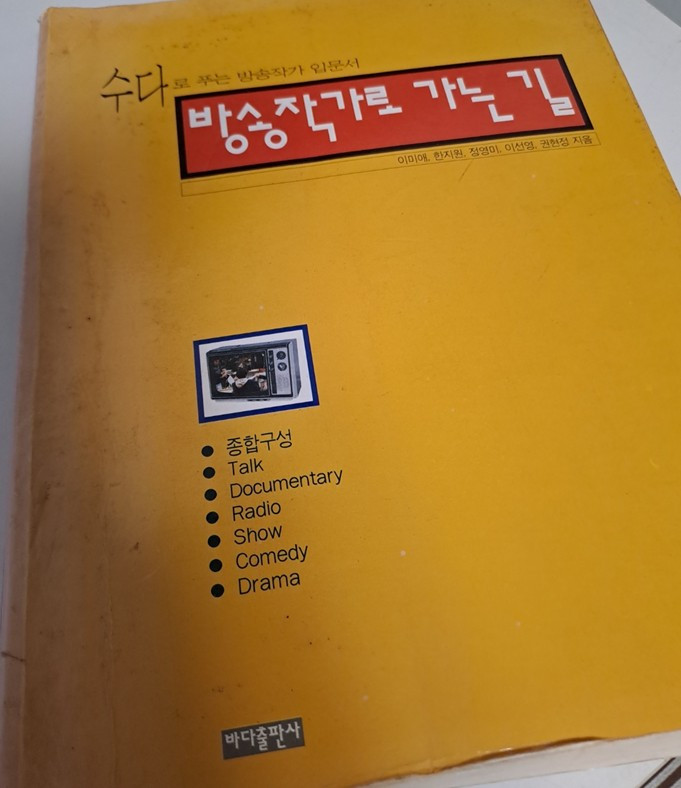 수다로 푸는 방송작가 입문서
방송작가로 가는 길
이미애, 한지원, 정영미, 이선영, 권현정 지음
● 종합구성
● Talk
● Documentary
● Radio
● Show
● Comedy
● Drama
바다출판사